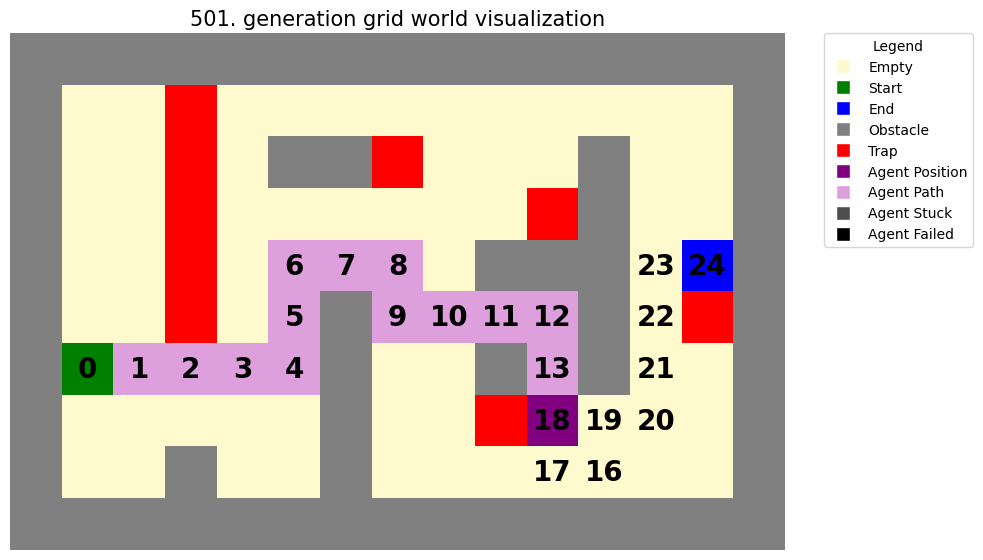 501. generation grid world visualization
Legend
Empty
Start
End
Obstacle
Trap
Agent Position
Agent Path
Agent Stuck
Agent Failed
6 7 8 23 24
5 9 10 11 12 22
0 1 2 3 4 13 21
18 19 20
17 16